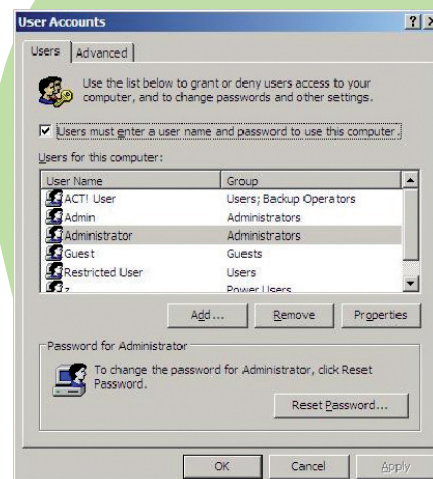 User Accounts
Users
Advanced
Use the list below to grant or deny users access to your
computer, and to change passwords and other settings.
Users must enter a user name and password to use this computer.
Users for this computer:
User Name Group
ACT! User Users; Backup Operators
Admin Administrators
Administrator Administrators
Guest Guests
Restricted User Users
z Power Users
Add... Remove Properties
Password for Administrator
To change the password for Administrator, click Reset
Password.
Reset Password...
OK Cancel Apply